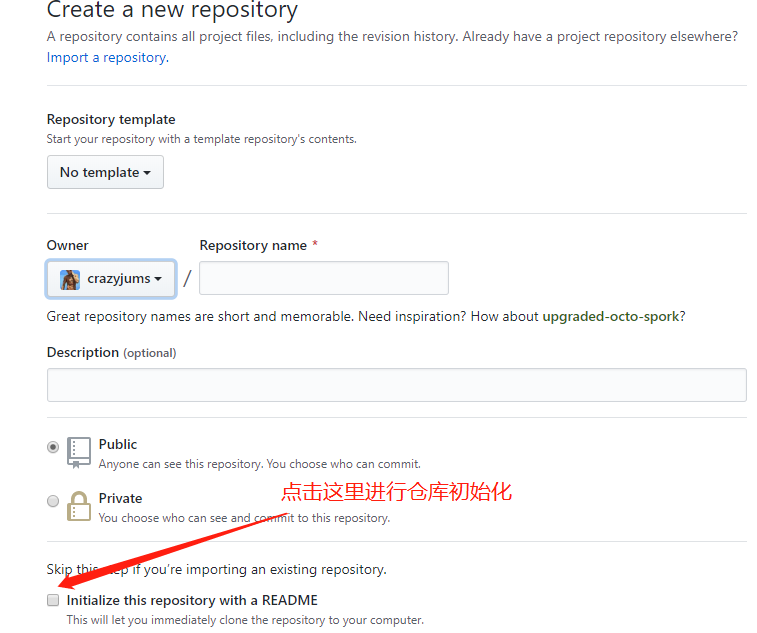 Create a new repository
A repository contains all project files, including the revision history. Already have a project repository elsewhere?
Import a repository.
Repository template
Start your repository with a template repository's contents.
No template
Owner
Repository name *
crazyjums
/
Great repository names are short and memorable. Need inspiration? How about upgraded-octo-spork?
Description (optional)
Public
Anyone can see this repository. You choose who can commit.
点击这里进行仓库初始化
Private
You choose who can see and commit to this repository.
Skip this step if you're importing an existing repository.
Initialize this repository with a README
This will let you immediately clone the repository to your computer.